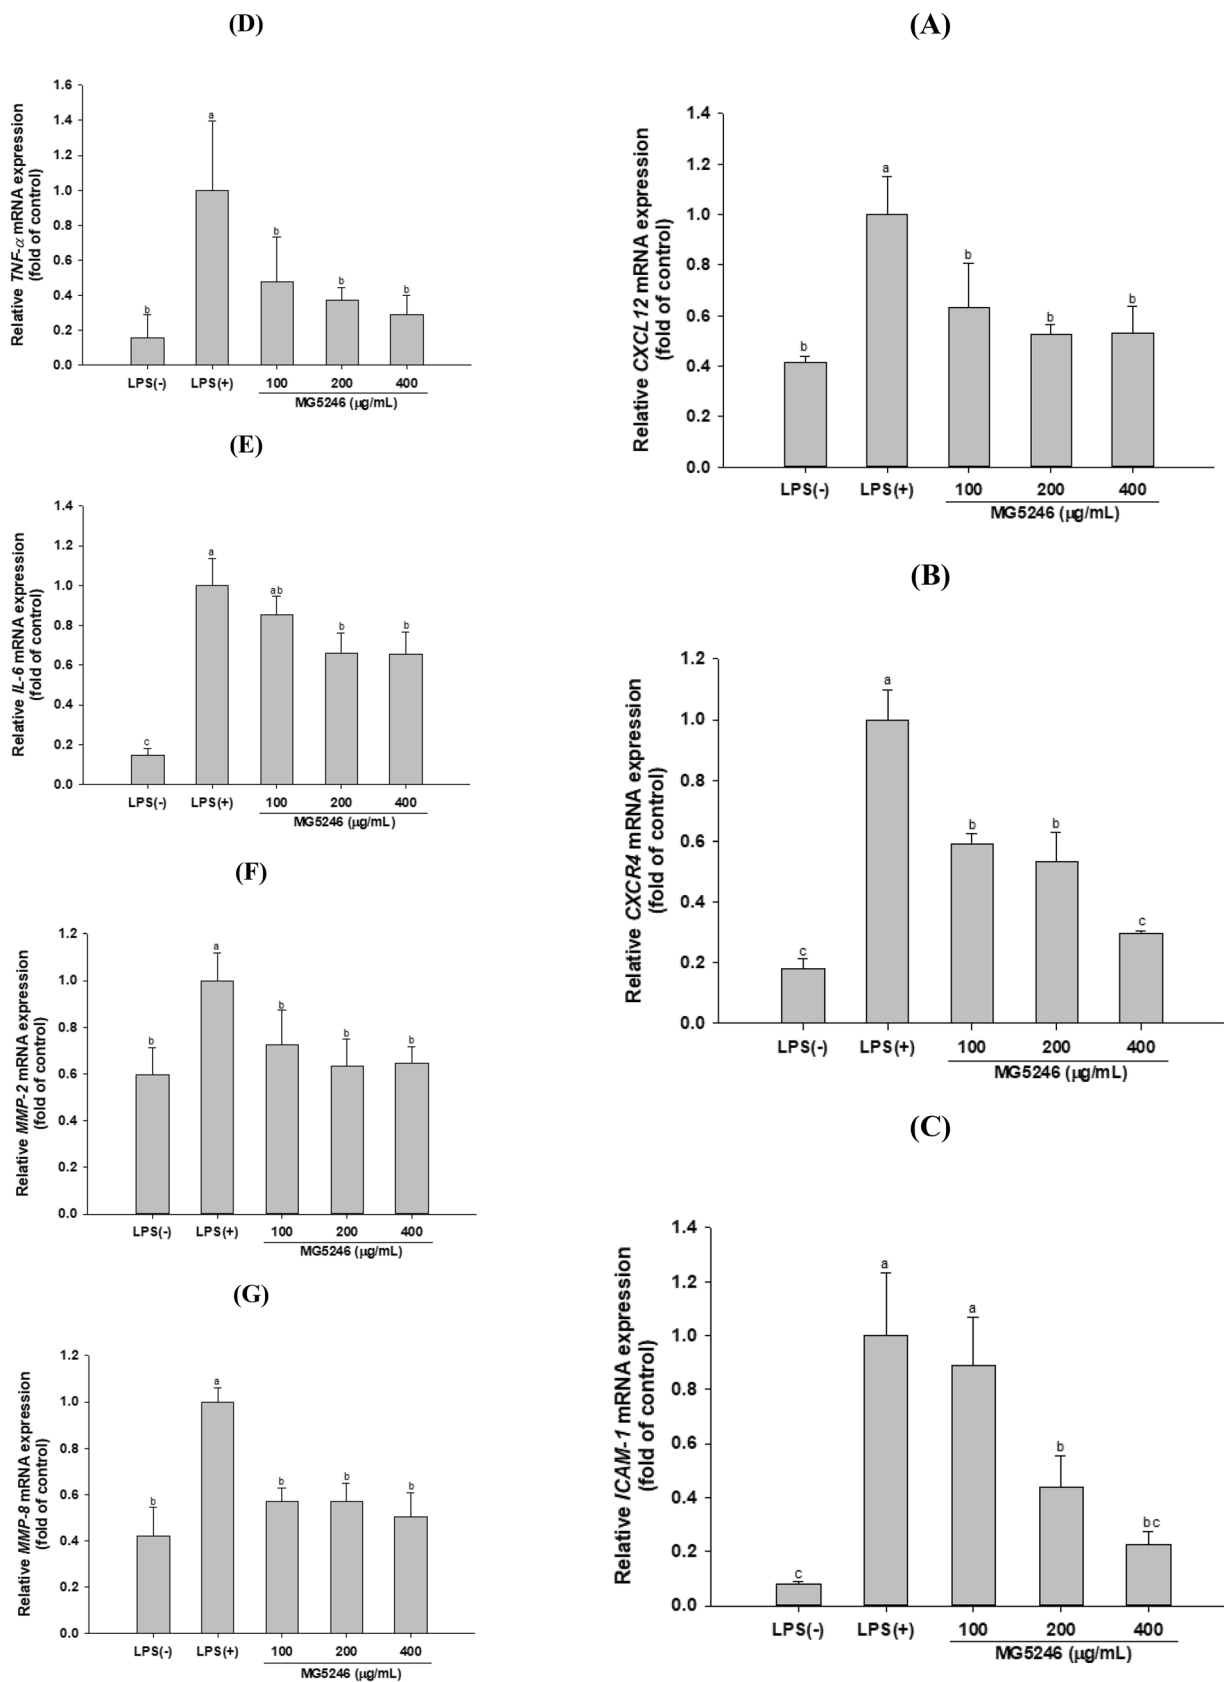 (D)
Relative TNF-α mRNA expression
(fold of control)
1.6
1.4
1.2
1.0
0.8
0.6
0.4
0.2
0.0
b
a
b
b
b
LPS(-) LPS(+) 100 200 400
MG5246 (μg/mL)
(E)
Relative IL-6 mRNA expression
(fold of control)
1.4
1.2
1.0
0.8
0.6
0.4
0.2
0.0
c
a
ab
b
b
LPS(-) LPS(+) 100 200 400
MG5246 (μg/mL)
(F)
Relative MMP-2 mRNA expression
(fold of control)
1.2
1.0
0.8
0.6
0.4
0.2
0.0
b
a
b
b
b
LPS(-) LPS(+) 100 200 400
MG5246 (μg/mL)
(G)
Relative MMP-8 mRNA expression
(fold of control)
1.2
1.0
0.8
0.6
0.4
0.2
0.0
b
a
b
b
b
LPS(-) LPS(+) 100 200 400
MG5246 (μg/mL)
(A)
Relative CXCL12 mRNA expression
(fold of control)
1.4
1.2
1.0
0.8
0.6
0.4
0.2
0.0
b
a
b
b
b
LPS(-) LPS(+) 100 200 400
MG5246 (μg/mL)
(B)
Relative CXCR4 mRNA expression
(fold of control)
1.2
1.0
0.8
0.6
0.4
0.2
0.0
c
a
b
b
c
LPS(-) LPS(+) 100 200 400
MG5246 (μg/mL)
(C)
Relative ICAM-1 mRNA expression
(fold of control)
1.4
1.2
1.0
0.8
0.6
0.4
0.2
0.0
c
a
a
b
bc
LPS(-) LPS(+) 100 200 400
MG5246 (μg/mL)